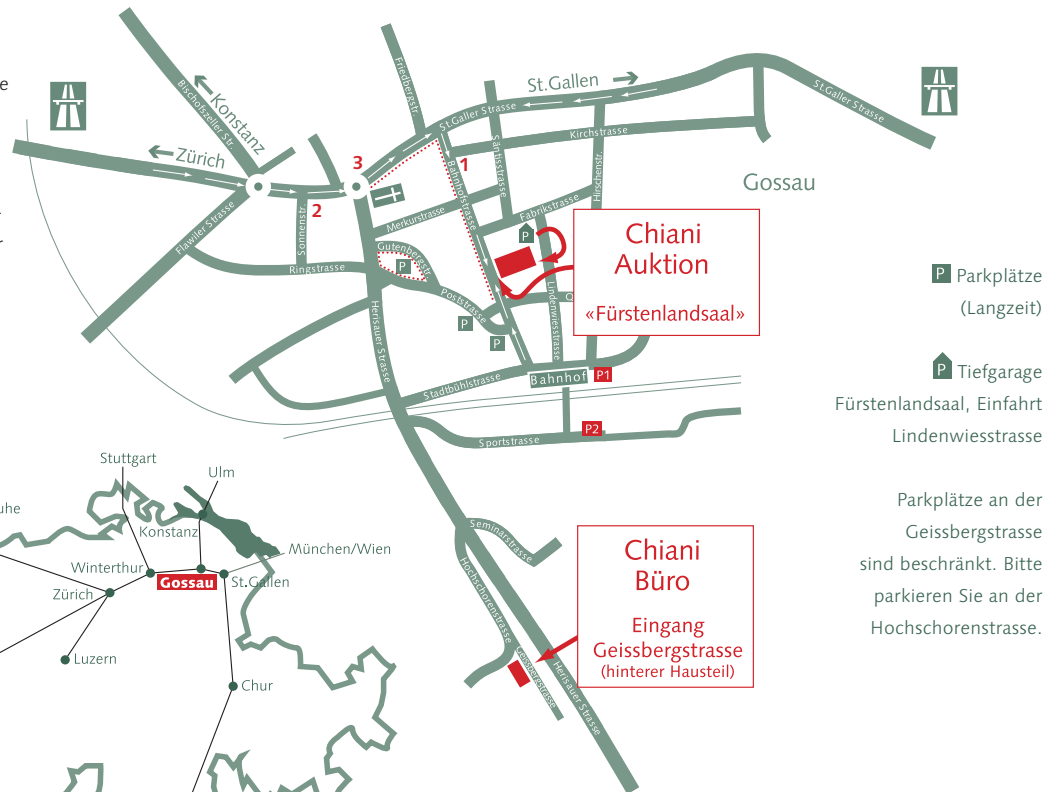 e
Bischofszeller Str.
Konstanz
Zürich
Friedbergstr.
St.Gallen
St.Galler Strasse
St.Galler Strasse
Kirchstrasse
Säntisstrasse
Hirschenstr.
3
1
2
Gossau
Flawiler Strasse
Sonnenstr.
Ringstrasse
Merkurstrasse
Bahnhofstrasse
Fabrikstrasse
Gutenbergstr.
P
P
Poststrasse
P
P
Lindenwiesstrasse
Q
Chiani
Auktion
«Fürstenlandsaal»
Herisauer Strasse
Stadtbühlstrasse
Bahnhof
P1
P2
Sportstrasse
P Parkplätze
(Langzeit)
P Tiefgarage
Fürstenlandsaal, Einfahrt
Lindenwiesstrasse
Parkplätze an der
Geissbergstrasse
sind beschränkt. Bitte
parkieren Sie an der
Hochschorenstrasse.
Seminarstrasse
Hochschorenstrasse
Geissbergstrasse
Herisauer Strasse
Chiani
Büro
Eingang
Geissbergstrasse
(hinterer Hausteil)
Stuttgart
Ulm
uhe
Konstanz
München/Wien
Winterthur
Gossau
St.Gallen
Zürich
Luzern
Chur